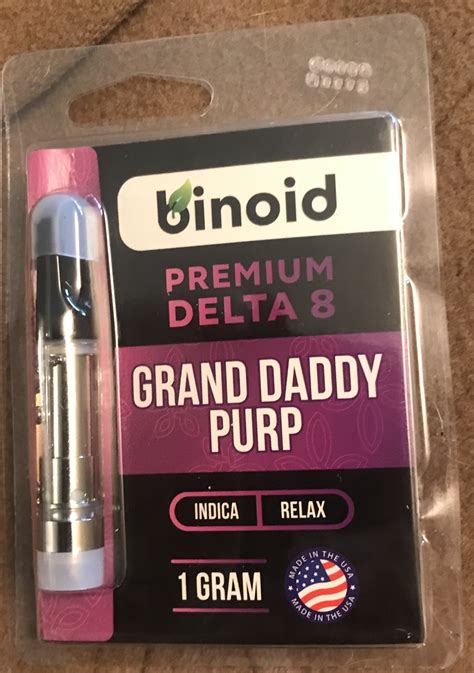 binoid
PREMIUM
DELTA 8
GRAND DADDY
PURP
INDICA RELAX
1 GRAM
MADE IN THE USA
MADE IN THE USA